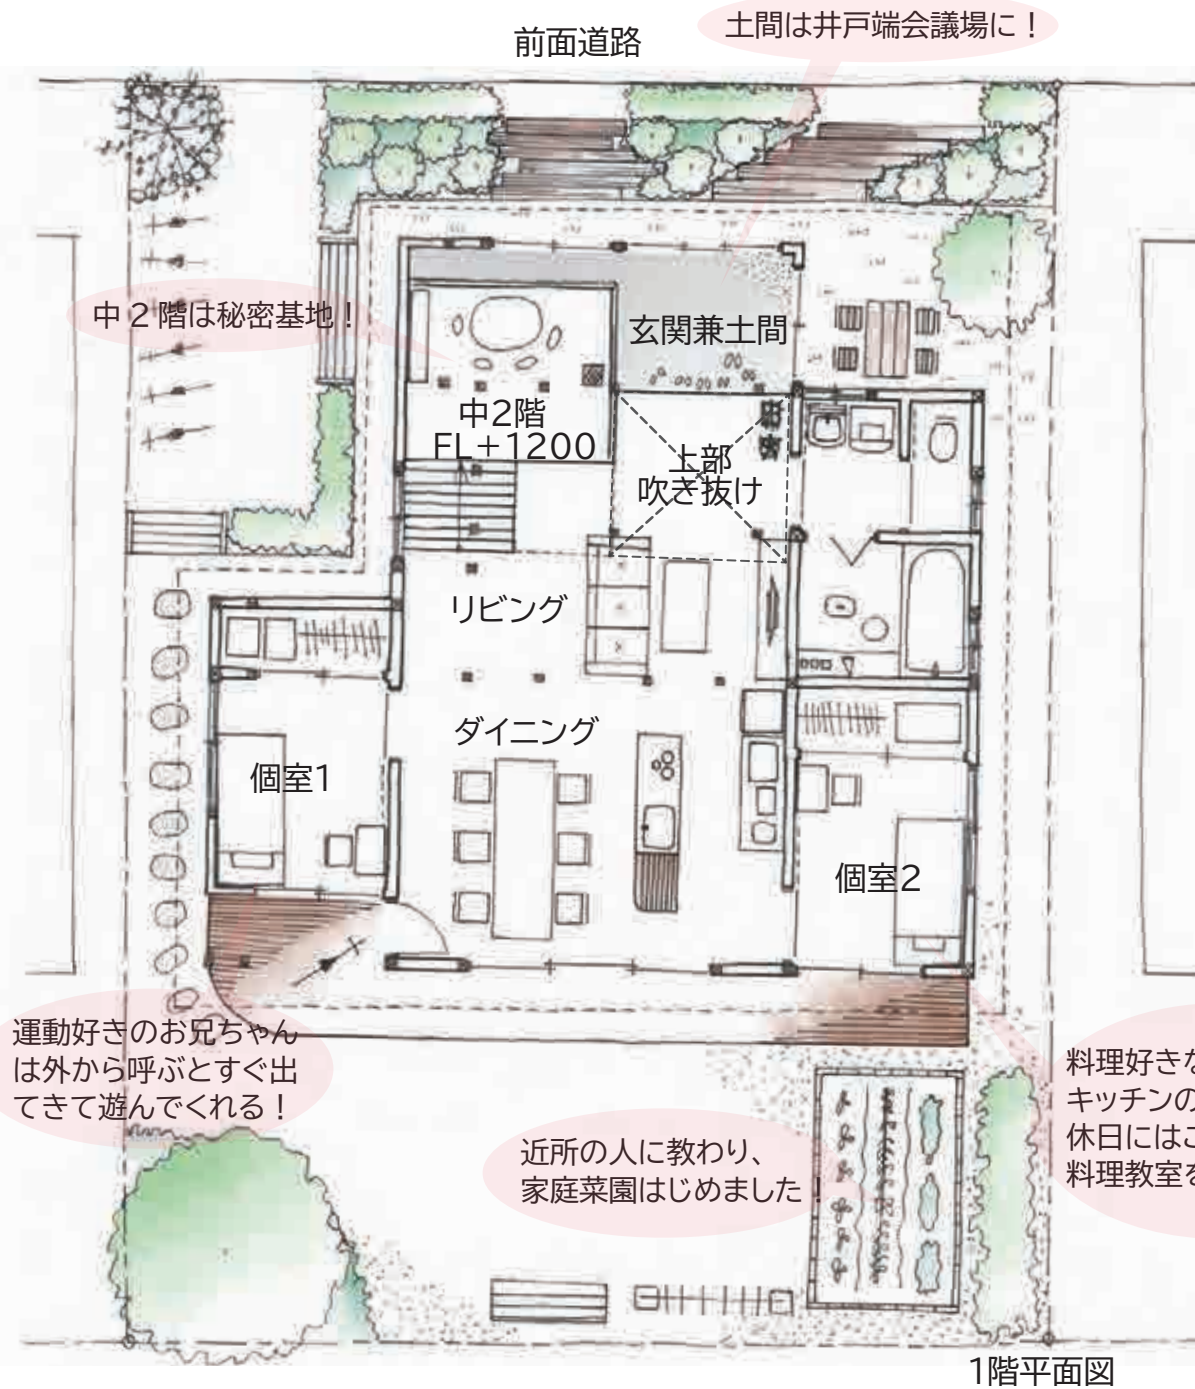 土間は井戸端会議場に！
前面道路
中２階は秘密基地！
玄関兼土間
中2階
FL+1200
上部
吹き抜け
リビング
ダイニング
個室1
個室2
運動好きのお兄ちゃん
は外から呼ぶとすぐ出
てきて遊んでくれる！
料理好きな
キッチンの
休日にはこ
料理教室を
近所の人に教わり、
家庭菜園はじめました！
1階平面図